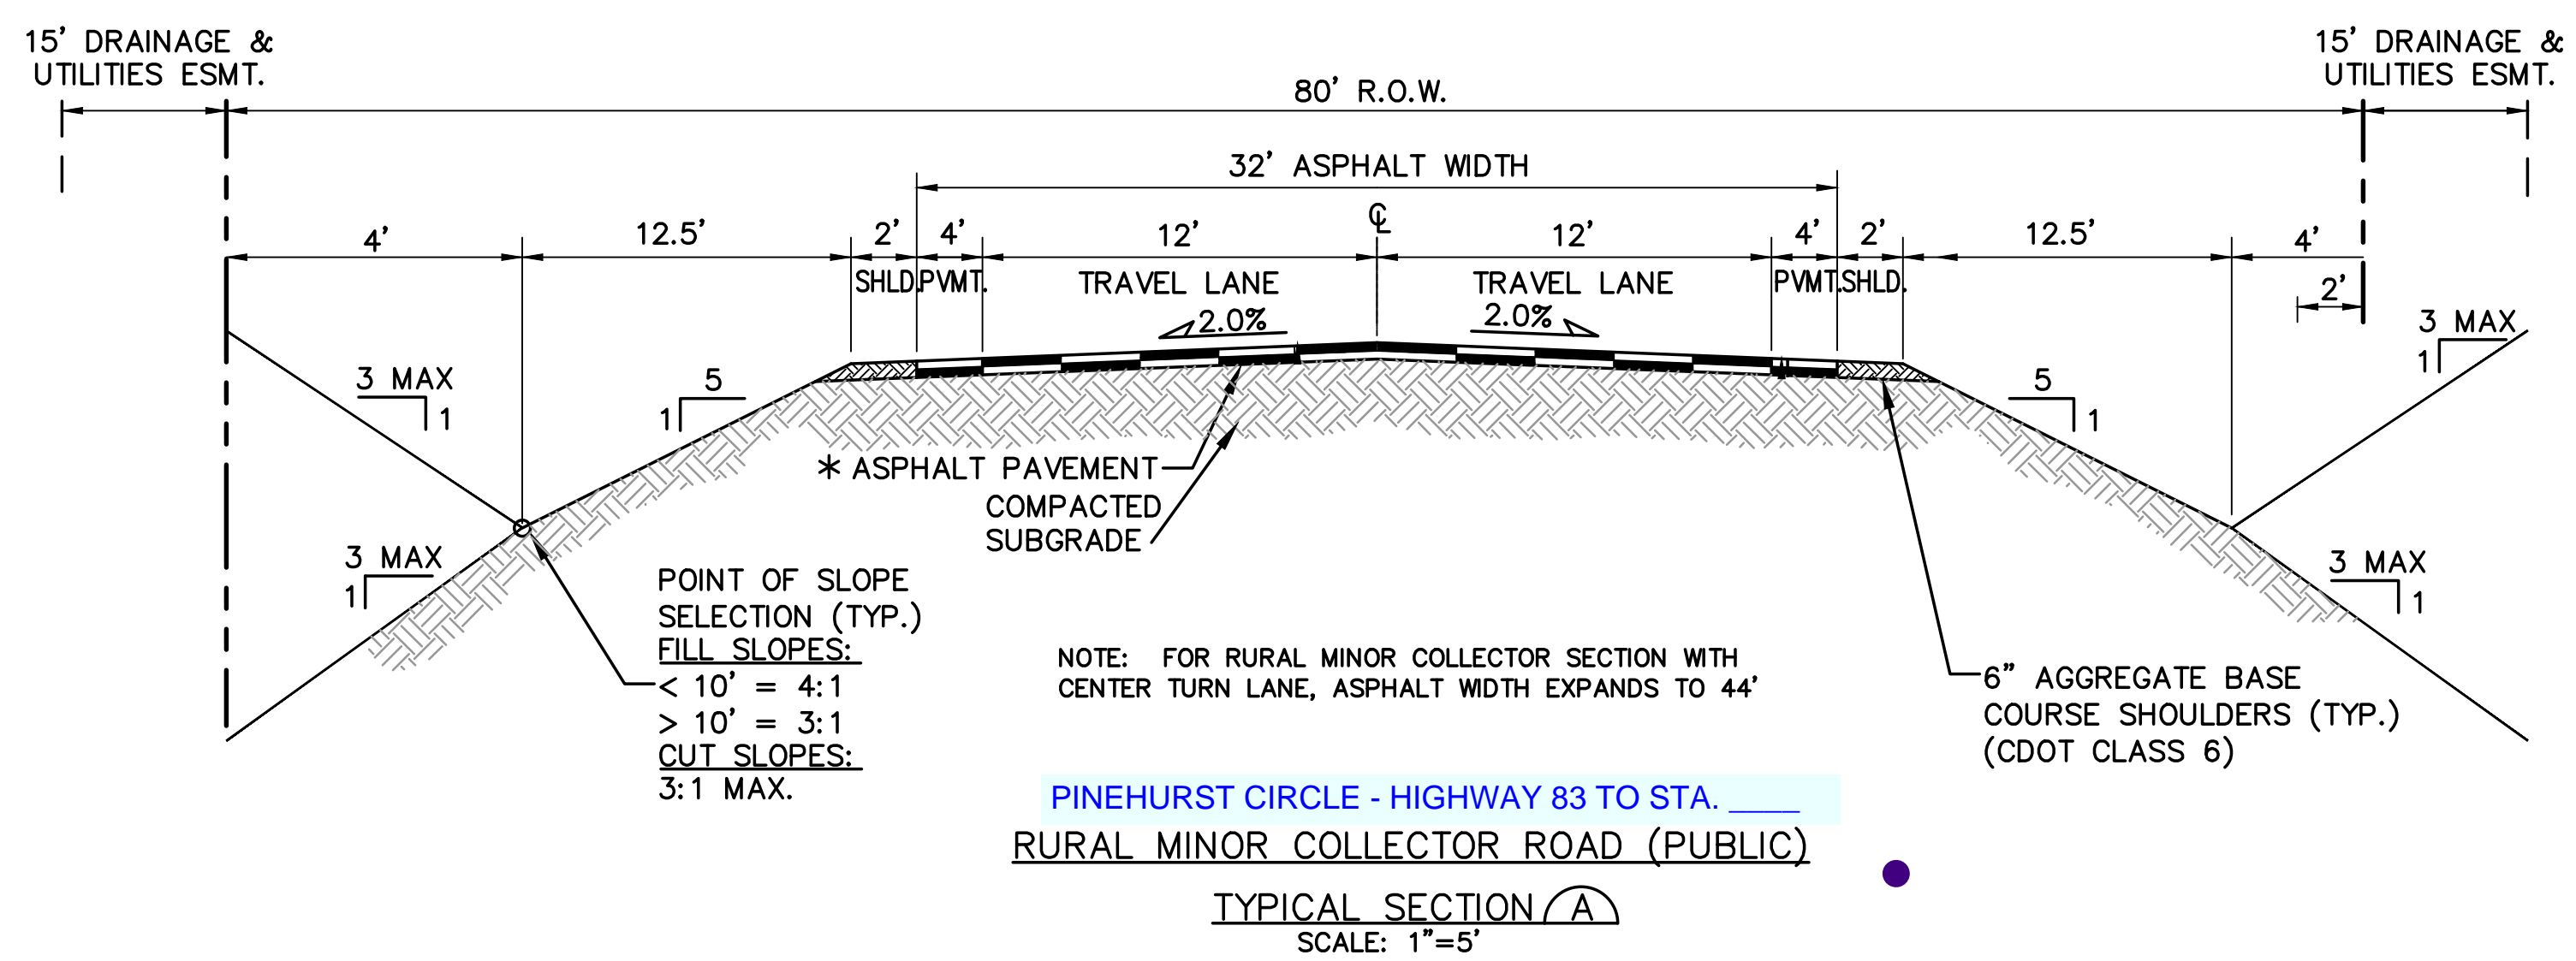 15' DRAINAGE &
UTILITIES ESMT.
15' DRAINAGE &
UTILITIES ESMT.
80' R.O.W.
32' ASPHALT WIDTH
℄
4'
12.5'
2'
4'
12'
12'
4'
2'
12.5'
4'
SHLD.
PVMT.
TRAVEL LANE
TRAVEL LANE
PVMT.
SHLD.
2'
2.0%
2.0%
3 MAX
1
3 MAX
1
5
1
5
1
* ASPHALT PAVEMENT
COMPACTED
SUBGRADE
3 MAX
1
3 MAX
1
POINT OF SLOPE
SELECTION (TYP.)
FILL SLOPES:
< 10' = 4:1
> 10' = 3:1
CUT SLOPES:
3:1 MAX.
NOTE: FOR RURAL MINOR COLLECTOR SECTION WITH
CENTER TURN LANE, ASPHALT WIDTH EXPANDS TO 44'
6" AGGREGATE BASE
COURSE SHOULDERS (TYP.)
(CDOT CLASS 6)
PINEHURST CIRCLE - HIGHWAY 83 TO STA. ____
RURAL MINOR COLLECTOR ROAD (PUBLIC)
TYPICAL SECTION A
SCALE: 1"=5'